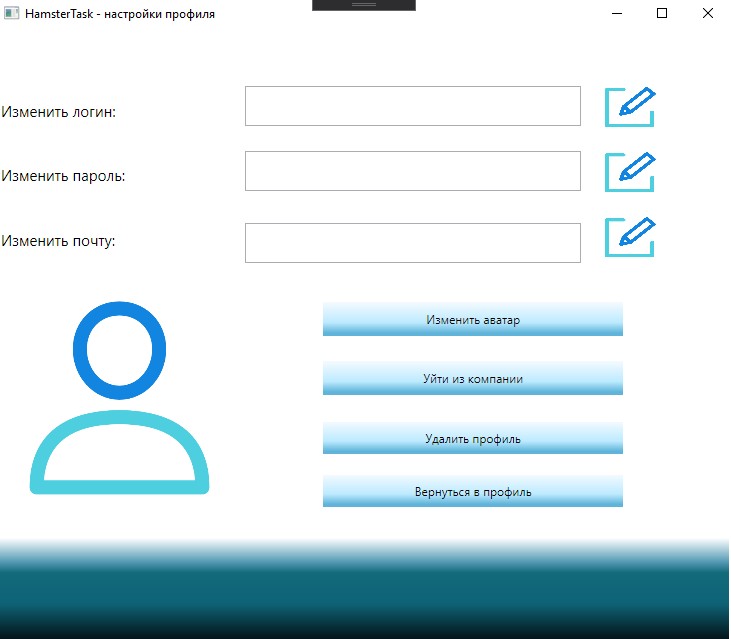 HamsterTask - настройки профиля
Изменить логин:
Изменить пароль:
Изменить почту:
Изменить аватар
Уйти из компании
Удалить профиль
Вернуться в профиль